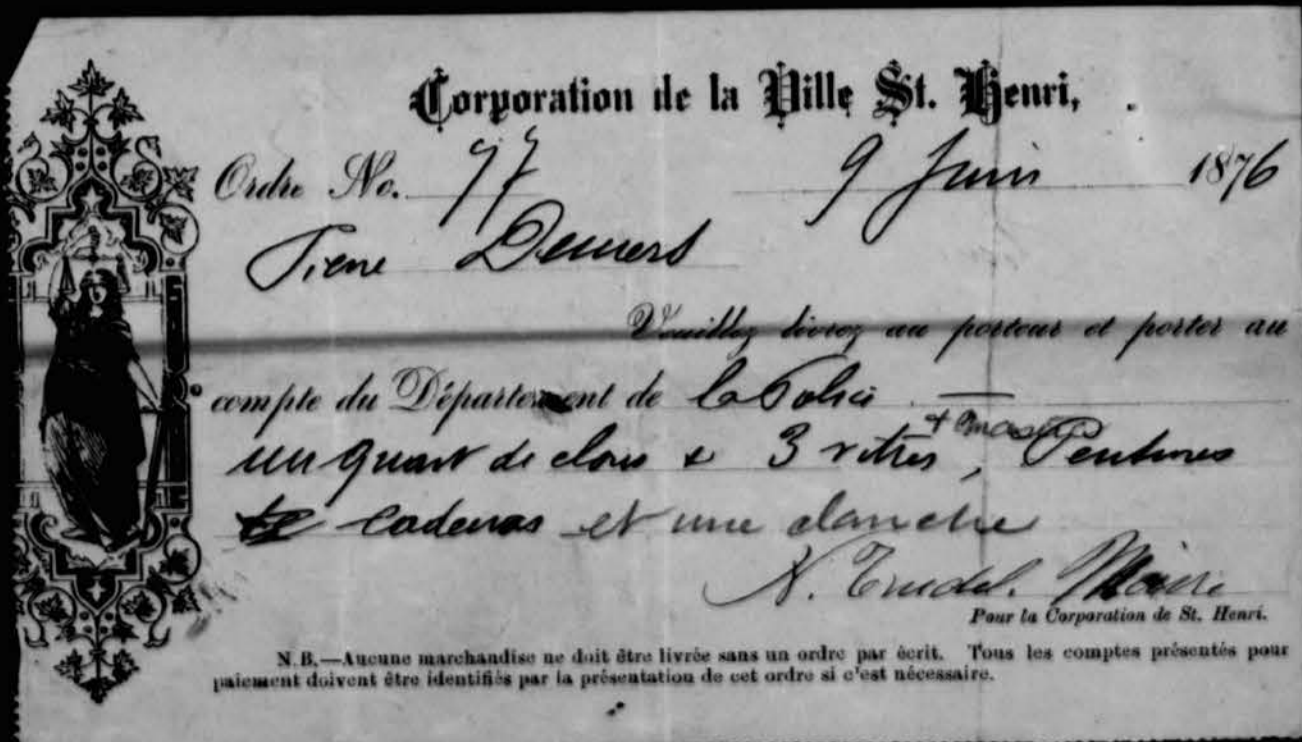 Corporation de la Ville St. Henri,
Ordre No. 77 9 Juin 1876
Pierre Demers
Veuillez livrez au porteur et porter au
compte du Département de la Police
+ mastic
un quart de clous & 3 vitres, Pentures
cadenas et une clanche
N. Trudel. Maire
Pour la Corporation de St. Henri.
N.B.—Aucune marchandise ne doit être livrée sans un ordre par écrit. Tous les comptes présentés pour
paiement doivent être identifiés par la présentation de cet ordre si c'est nécessaire.